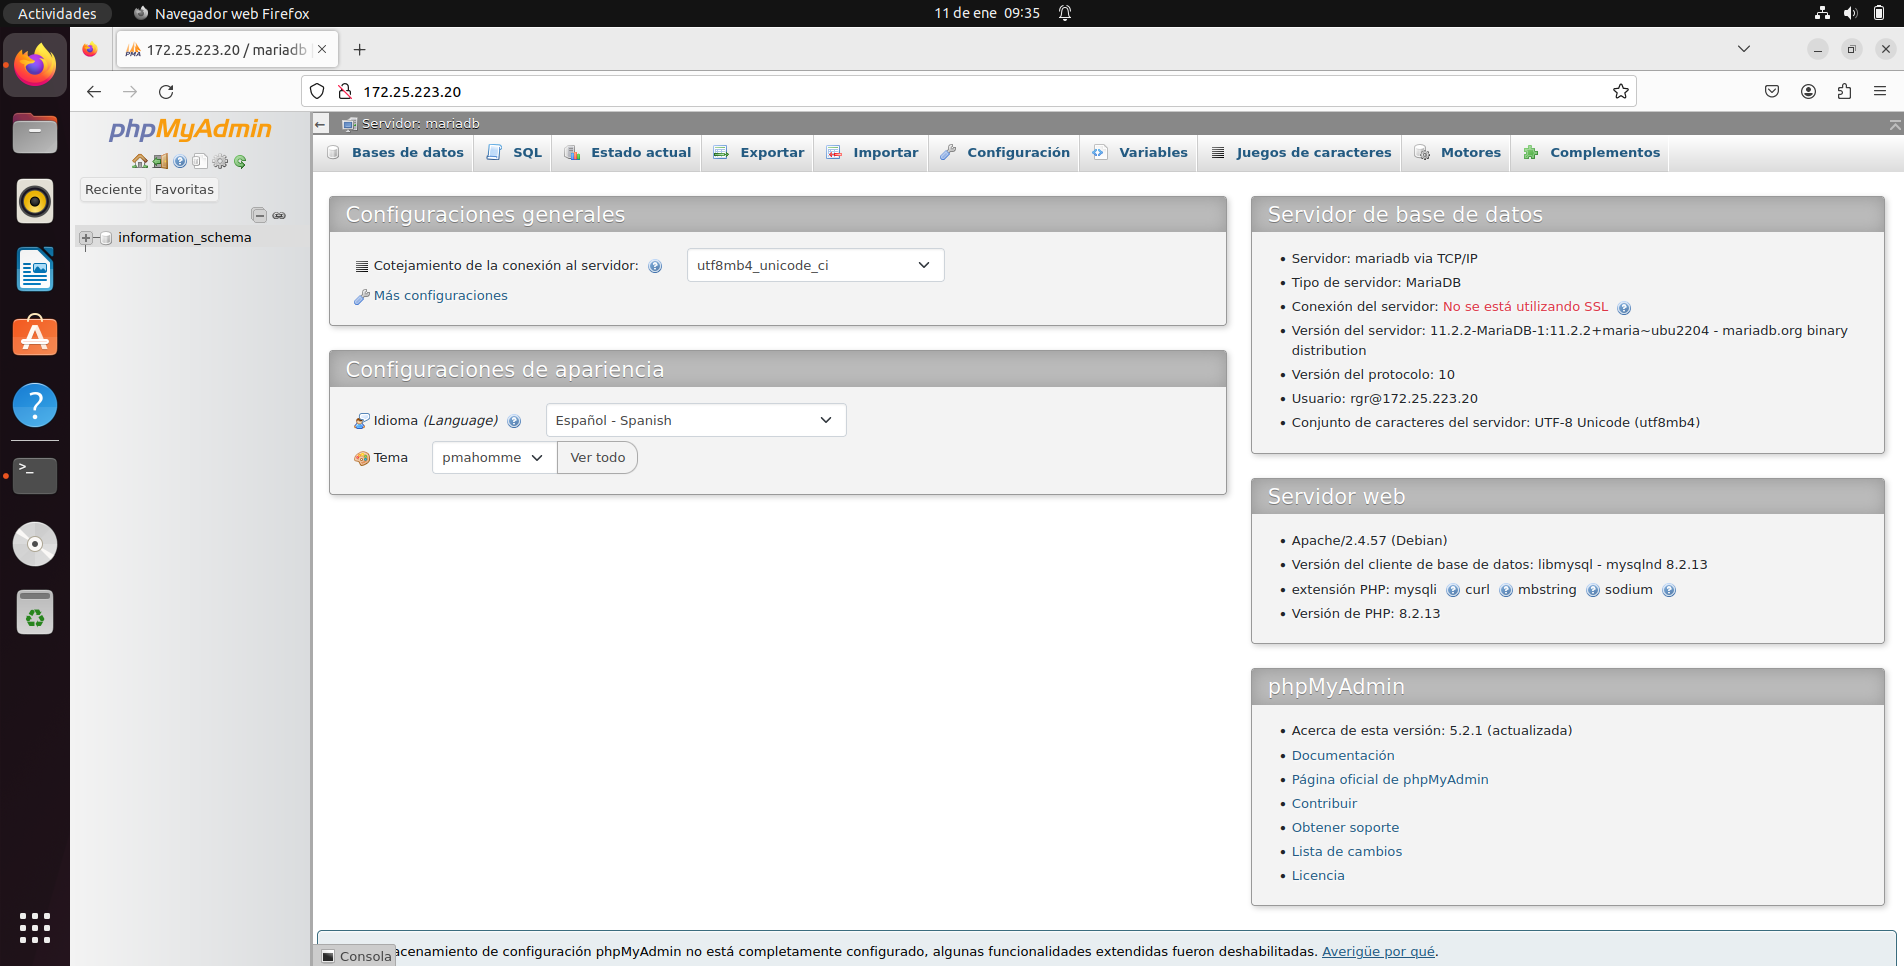 Actividades
Navegador web Firefox
11 de ene 09:35
172.25.223.20 / mariadb
172.25.223.20
phpMyAdmin
Reciente
Favoritas
information_schema
Servidor: mariadb
Bases de datos
SQL
Estado actual
Exportar
Importar
Configuración
Variables
Juegos de caracteres
Motores
Complementos
Configuraciones generales
Cotejamiento de la conexión al servidor:
utf8mb4_unicode_ci
Más configuraciones
Configuraciones de apariencia
Idioma (Language)
Español - Spanish
Tema
pmahomme
Ver todo
Servidor de base de datos
Servidor: mariadb via TCP/IP
Tipo de servidor: MariaDB
Conexión del servidor: No se está utilizando SSL
Versión del servidor: 11.2.2-MariaDB-1:11.2.2+maria~ubu2204 - mariadb.org binary
distribution
Versión del protocolo: 10
Usuario: rgr@172.25.223.20
Conjunto de caracteres del servidor: UTF-8 Unicode (utf8mb4)
Servidor web
Apache/2.4.57 (Debian)
Versión del cliente de base de datos: libmysql - mysqlnd 8.2.13
extensión PHP: mysqli curl mbstring sodium
Versión de PHP: 8.2.13
phpMyAdmin
Acerca de esta versión: 5.2.1 (actualizada)
Documentación
Página oficial de phpMyAdmin
Contribuir
Obtener soporte
Lista de cambios
Licencia
acenamiento de configuración phpMyAdmin no está completamente configurado, algunas funcionalidades extendidas fueron deshabilitadas. Averigüe por qué.
Consola